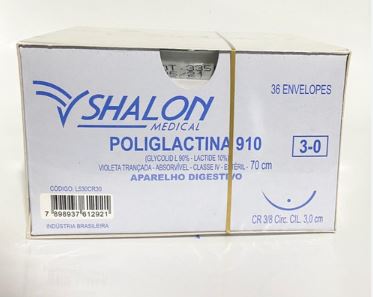 SHALON
MEDICAL
36 ENVELOPES
POLIGLACTINA 910
3-0
(GLYCOLID L 90% - LACTIDE 10%)
VIOLETA TRANÇADA - ABSORVÍVEL - CLASSE IV - ESTÉRIL - 70 cm
APARELHO DIGESTIVO
CÓDIGO: L530CR30
7 898937 612921
INDÚSTRIA BRASILEIRA
CR 3/8 Circ. CIL. 3,0 cm